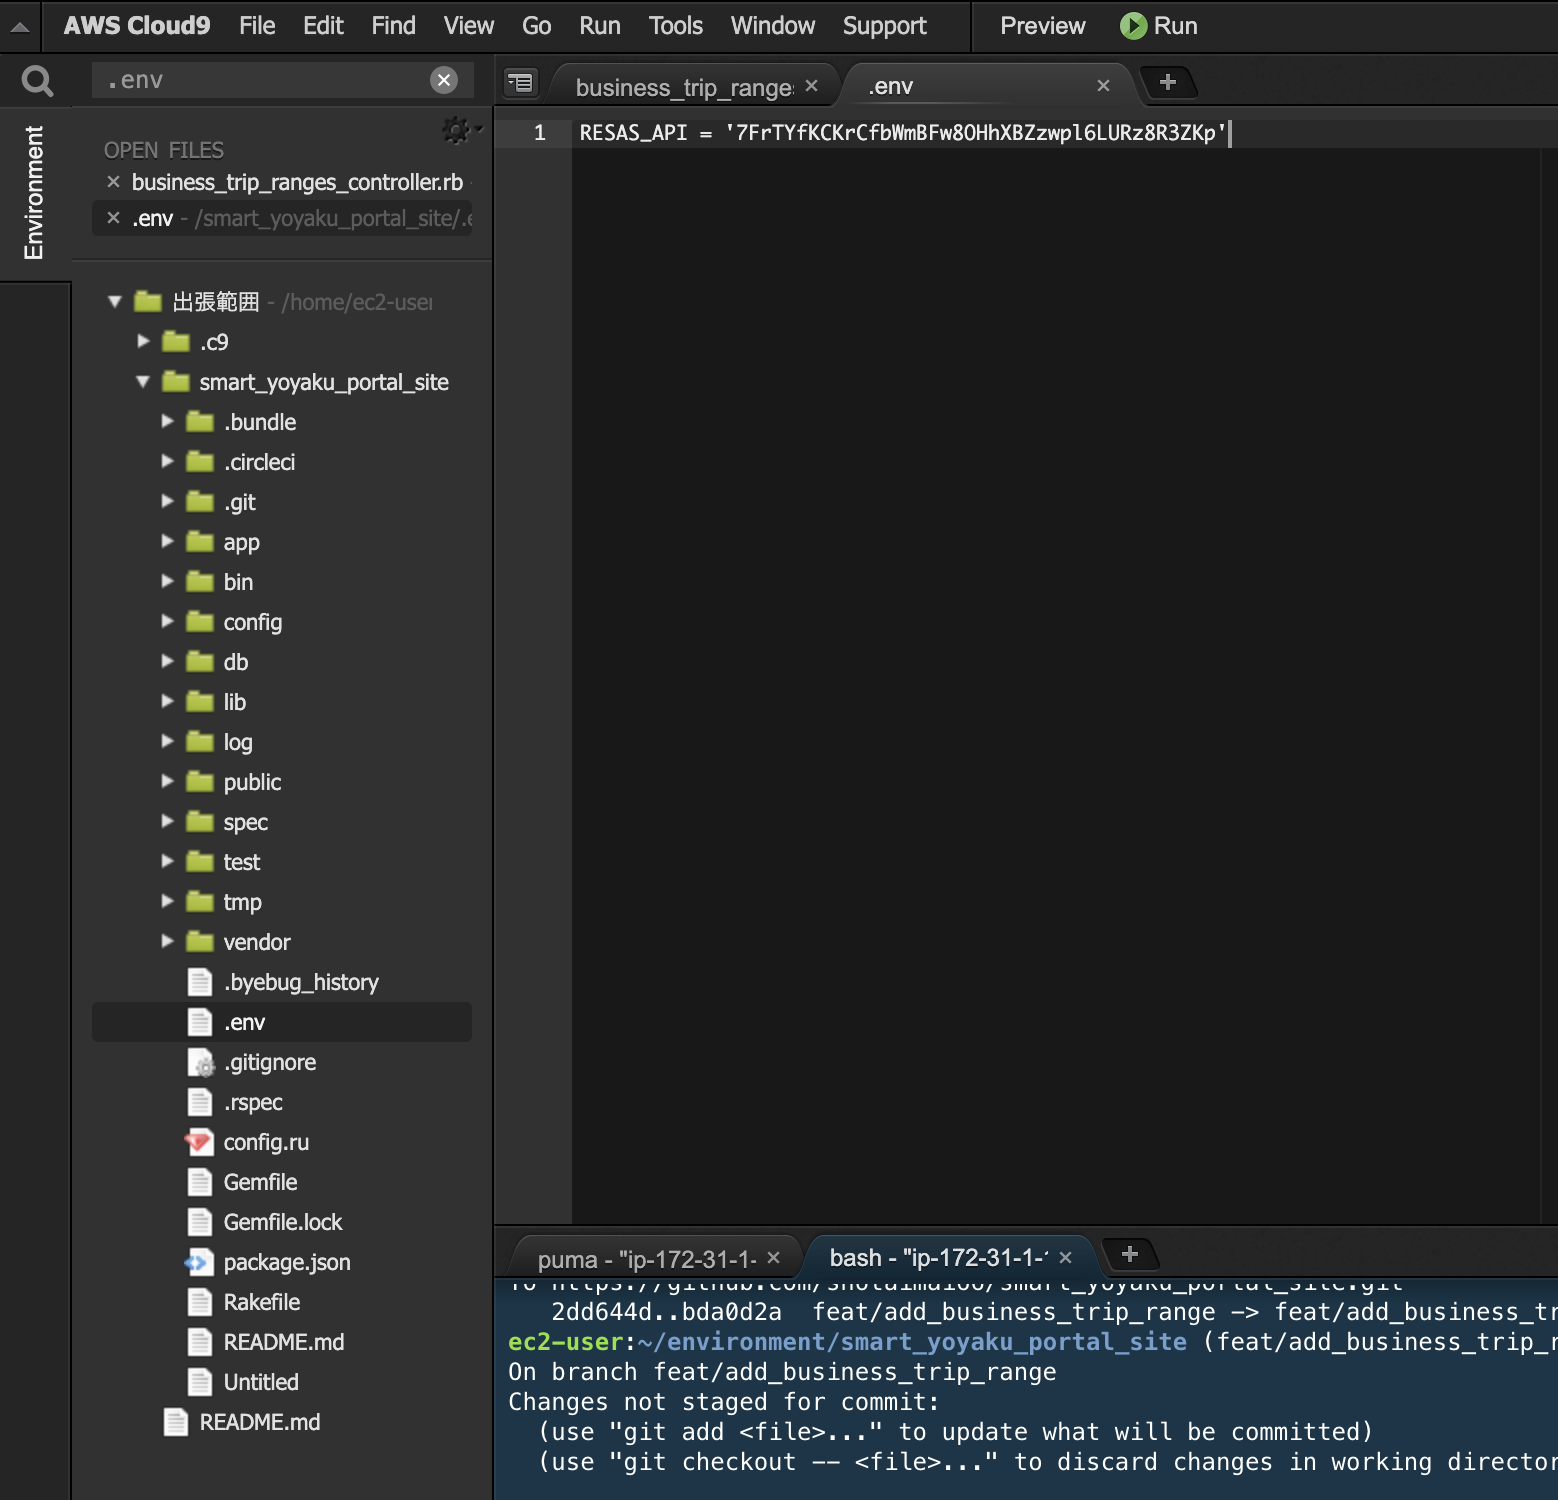 AWS Cloud9 File Edit Find View Go Run Tools Window Support Preview Run
.env
business_trip_range .env
Environment
OPEN FILES
business_trip_ranges_controller.rb
.env - /smart_yoyaku_portal_site/.e
出張範囲 - /home/ec2-user
.c9
smart_yoyaku_portal_site
.bundle
.circleci
.git
app
bin
config
db
lib
log
public
spec
test
tmp
vendor
.byebug_history
.env
.gitignore
.rspec
config.ru
Gemfile
Gemfile.lock
package.json
Rakefile
README.md
Untitled
README.md
1 RESAS_API = '7FrTYfKCKrCfbWmBFw8OHhXBZzwpl6LURz8R3ZKp'
puma - "ip-172-31-1- bash - "ip-172-31-1-
2dd644d..bda0d2a feat/add_business_trip_range -> feat/add_business_tr
ec2-user:~/environment/smart_yoyaku_portal_site (feat/add_business_trip_r
On branch feat/add_business_trip_range
Changes not staged for commit:
(use "git add <file>..." to update what will be committed)
(use "git checkout -- <file>..." to discard changes in working director